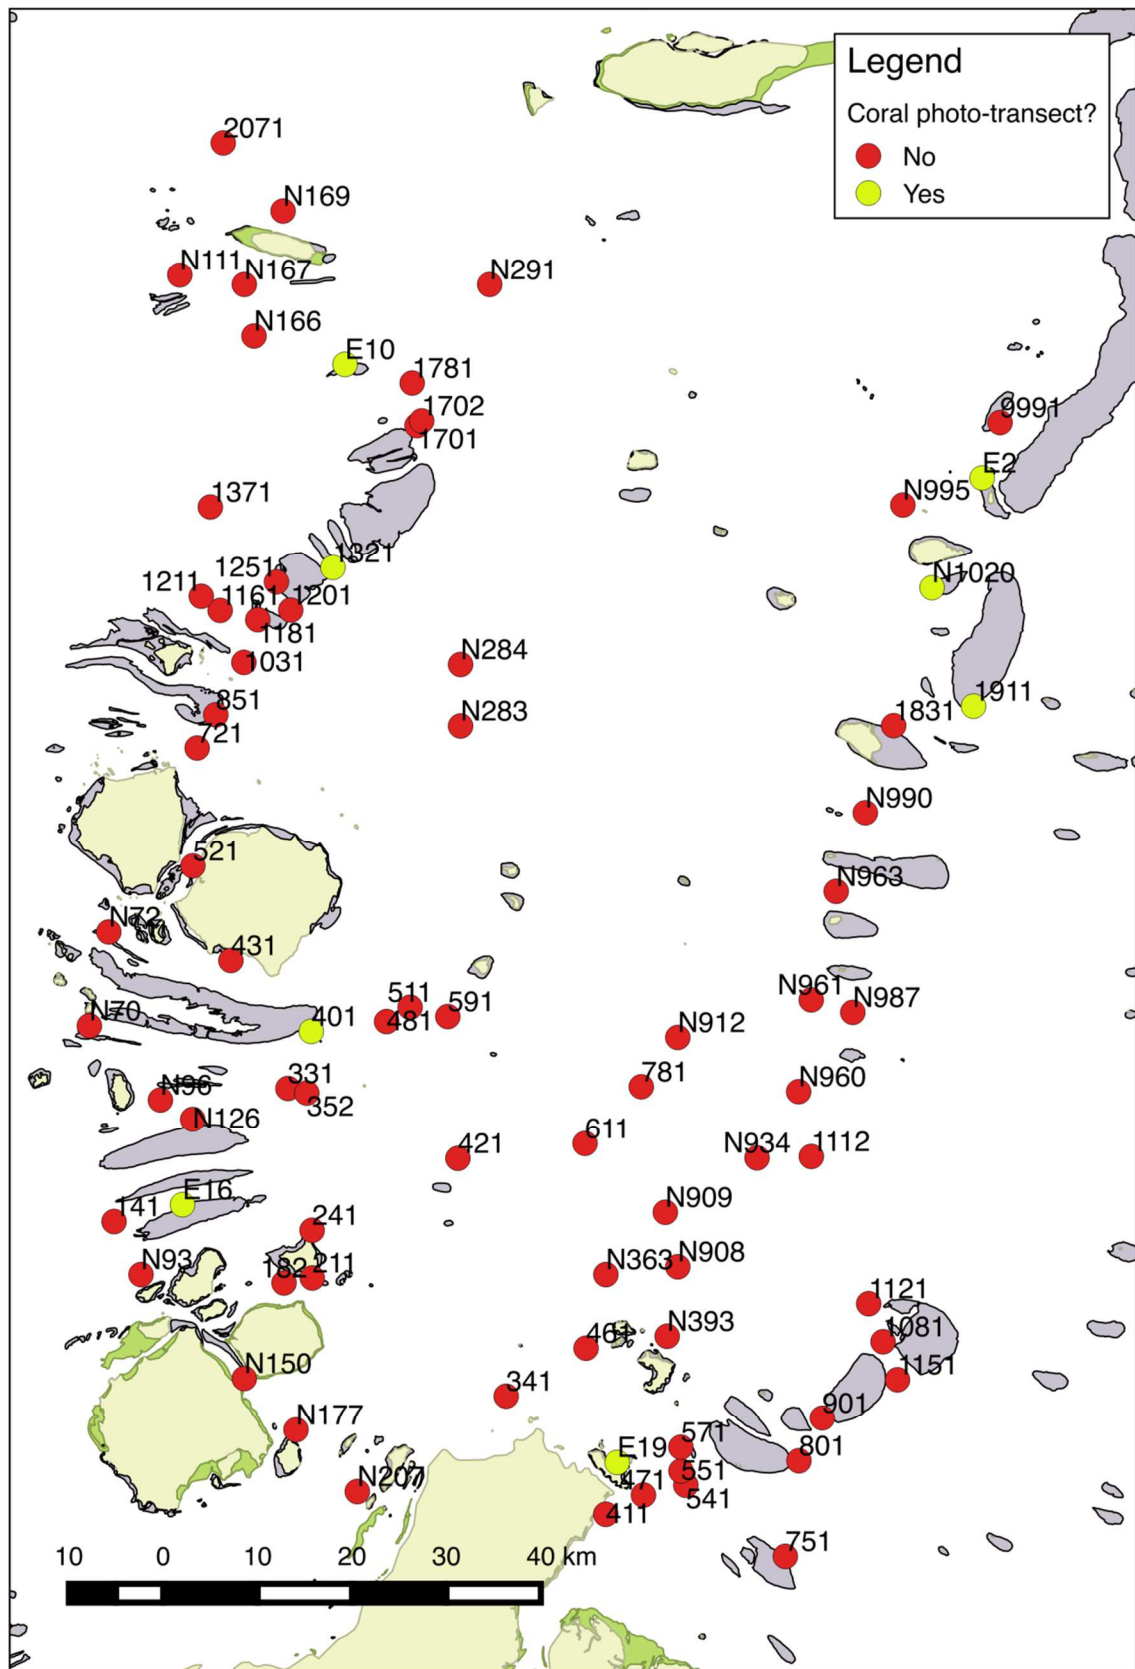 Legend
Coral photo-transect?
No
Yes
2071
N169
N111
N167
N291
N166
E10
1781
1702
1701
9991
E2
N995
1371
1321
1251
N1020
1211
1161
1201
1181
1031
N284
851
N283
1911
1831
721
N990
521
N963
N72
431
N961
N987
511
591
N70
401
481
N912
781
N960
331
N96
352
N126
611
421
N934
1112
E16
141
N909
241
N93
182
211
N363
N908
1121
N393
461
1081
N150
1151
341
901
N177
571
E19
801
N207
551
471
541
411
751
10 0 10 20 30 40 km